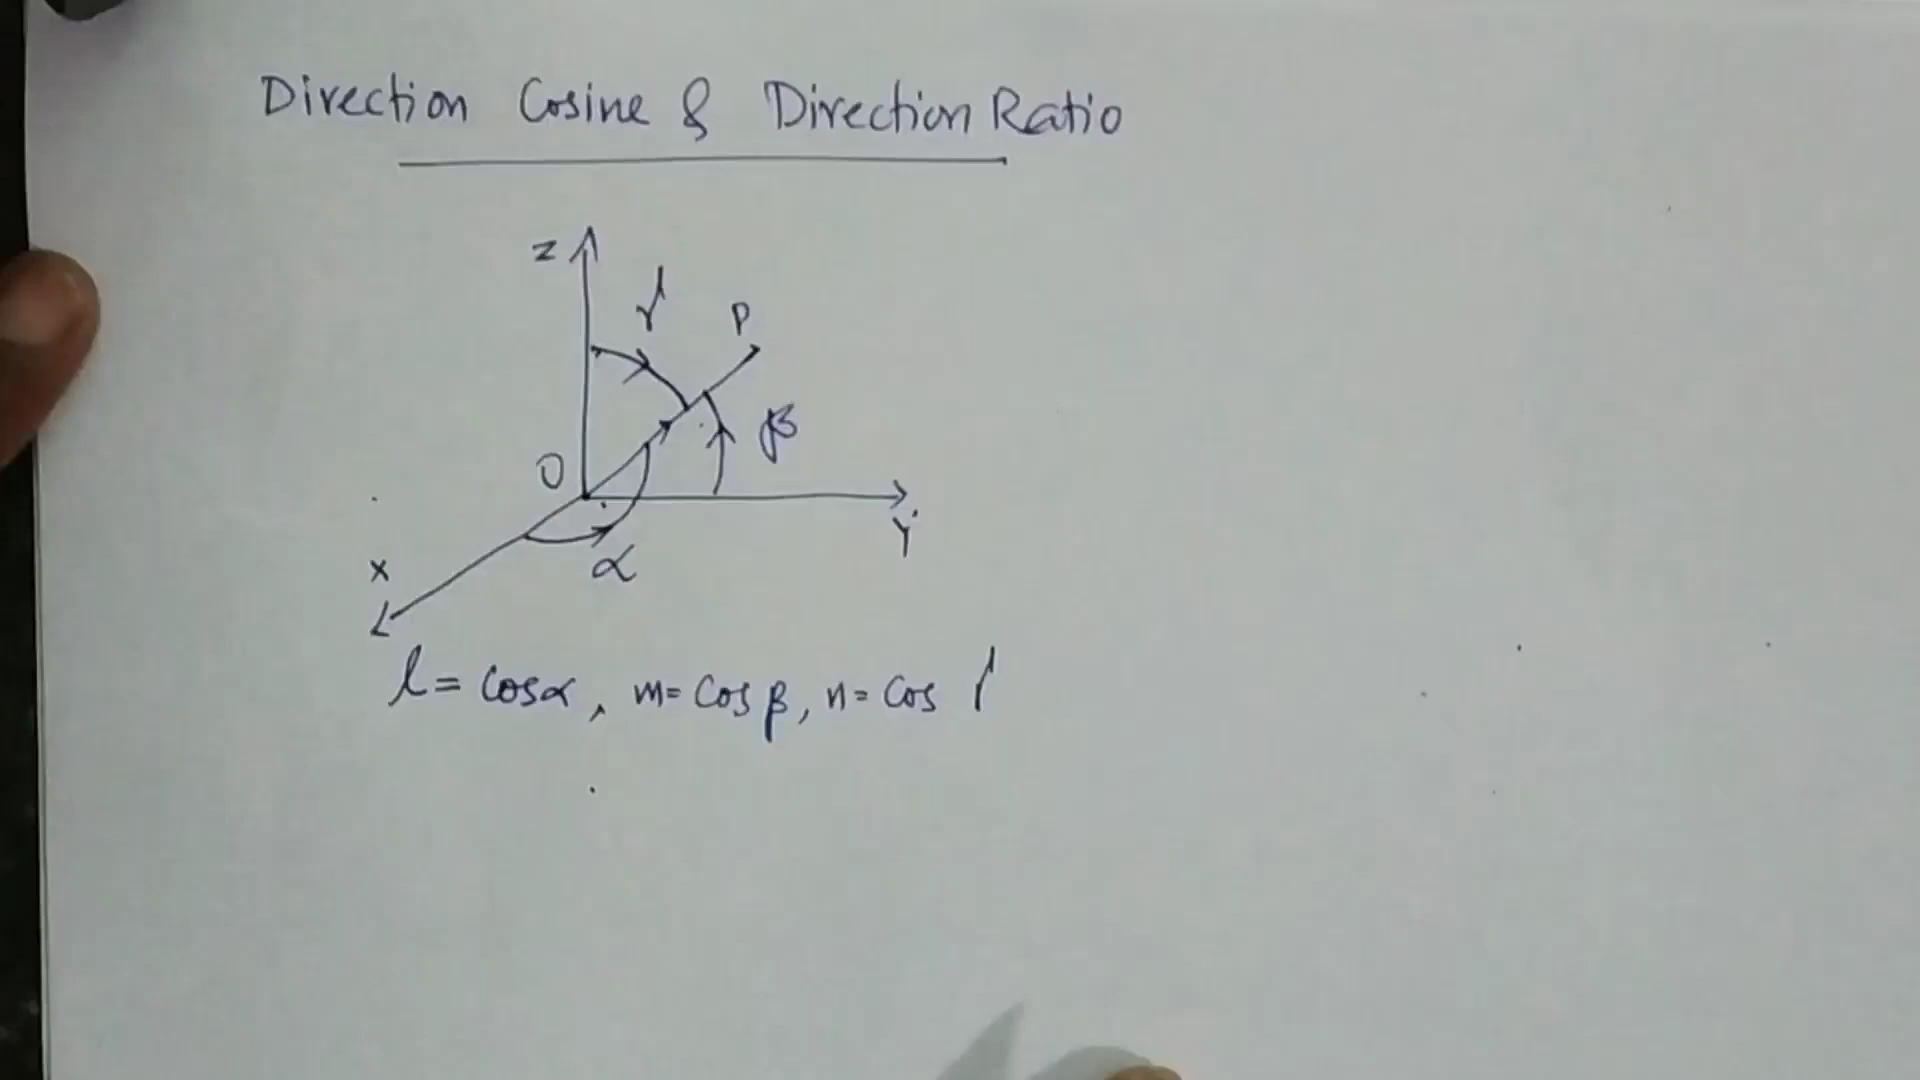 Direction Cosine & Direction Ratio
Z
γ
P
β
O
Y
X
α
l = cosα, m = cos β, n = cos